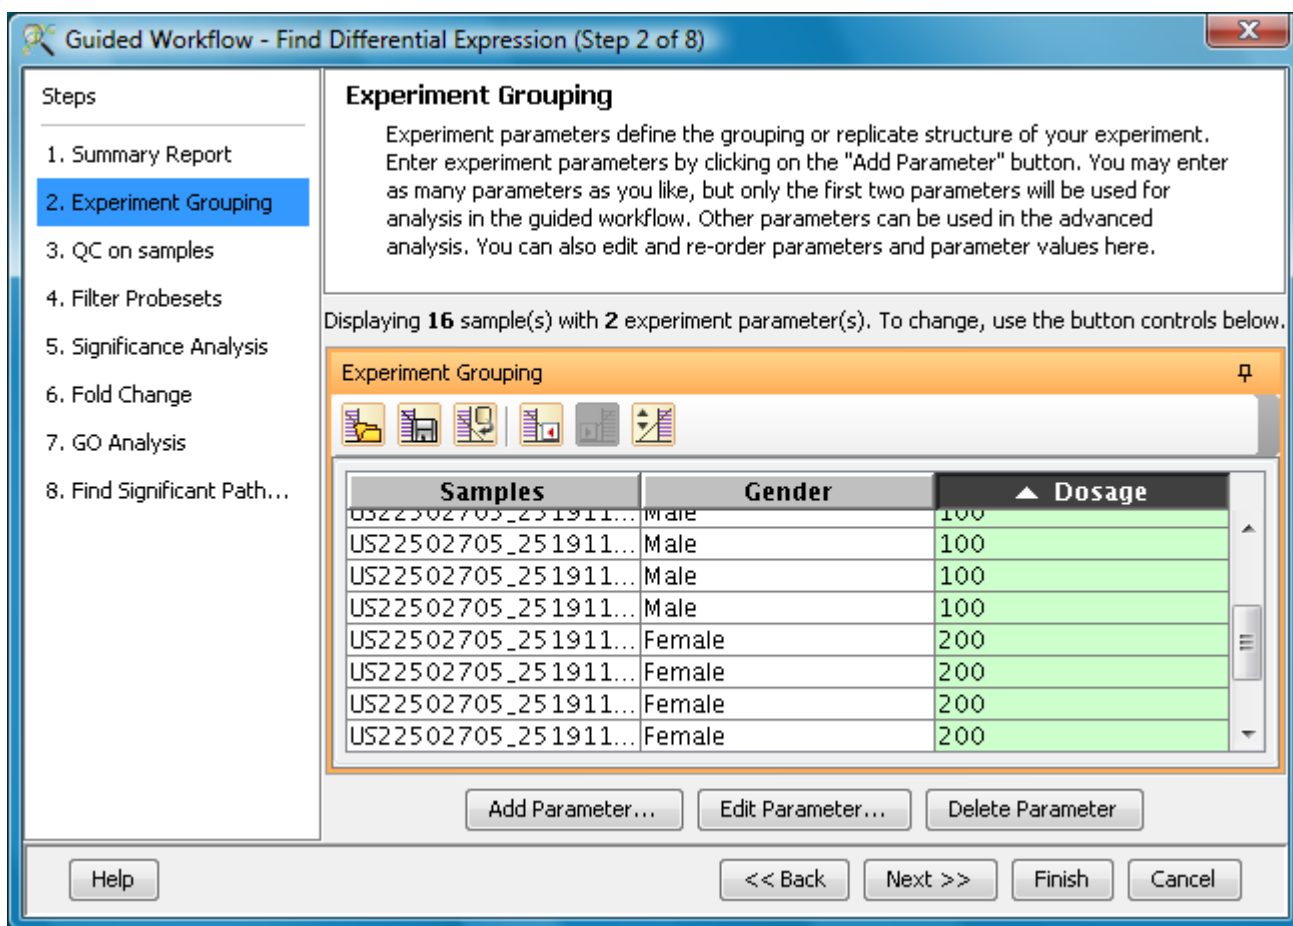 Guided Workflow - Find Differential Expression (Step 2 of 8)
Steps
1. Summary Report
2. Experiment Grouping
3. QC on samples
4. Filter Probesets
5. Significance Analysis
6. Fold Change
7. GO Analysis
8. Find Significant Path...
Experiment Grouping
Experiment parameters define the grouping or replicate structure of your experiment.
Enter experiment parameters by clicking on the "Add Parameter" button. You may enter
as many parameters as you like, but only the first two parameters will be used for
analysis in the guided workflow. Other parameters can be used in the advanced
analysis. You can also edit and re-order parameters and parameter values here.
Displaying 16 sample(s) with 2 experiment parameter(s). To change, use the button controls below.
Experiment Grouping
Samples Gender Dosage
US22502705_251911... Male 100
US22502705_251911... Male 100
US22502705_251911... Male 100
US22502705_251911... Male 100
US22502705_251911... Female 200
US22502705_251911... Female 200
US22502705_251911... Female 200
US22502705_251911... Female 200
Add Parameter... Edit Parameter... Delete Parameter
Help << Back Next >> Finish Cancel